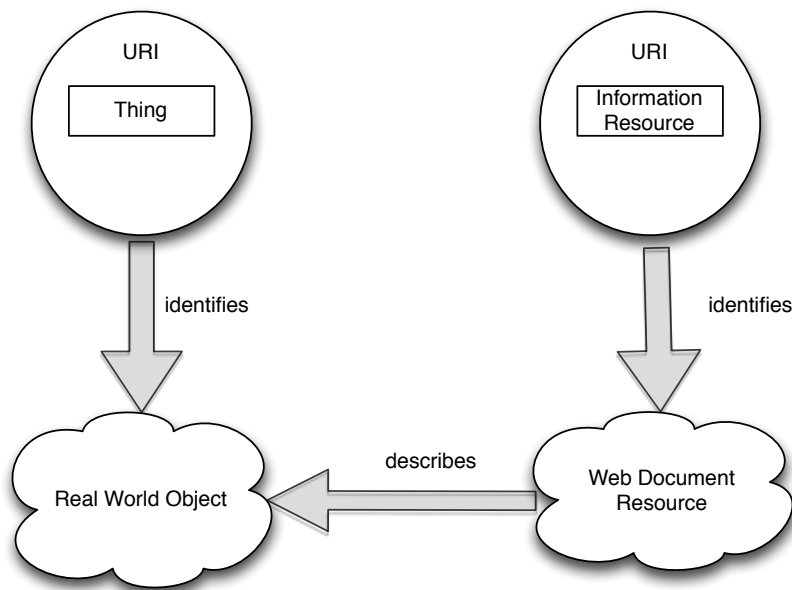 URI
Thing
URI
Information
Resource
identifies
identifies
describes
Real World Object
Web Document
Resource